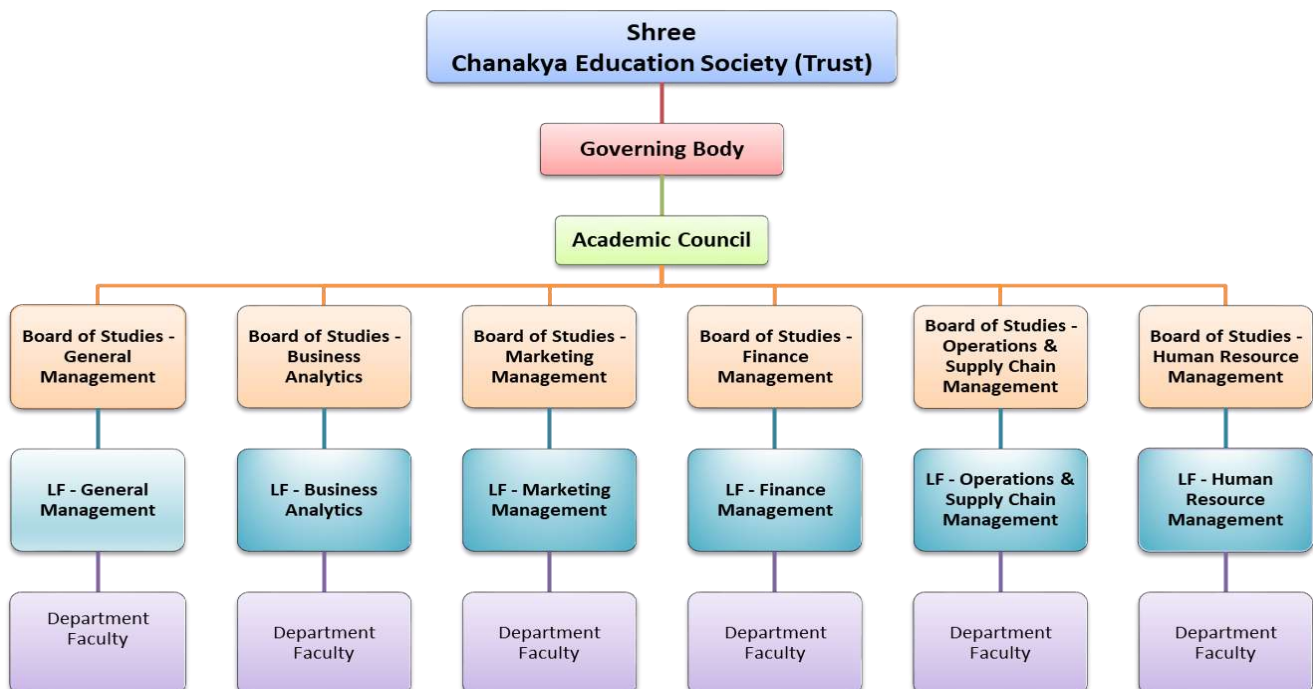 Shree
Chanakya Education Society (Trust)
Governing Body
Academic Council
Board of Studies -
General
Management
Board of Studies -
Business
Analytics
Board of Studies -
Marketing
Management
Board of Studies -
Finance
Management
Board of Studies -
Operations &
Supply Chain
Management
Board of Studies -
Human Resource
Management
LF - General
Management
LF - Business
Analytics
LF - Marketing
Management
LF - Finance
Management
LF - Operations &
Supply Chain
Management
LF - Human
Resource
Management
Department
Faculty
Department
Faculty
Department
Faculty
Department
Faculty
Department
Faculty
Department
Faculty